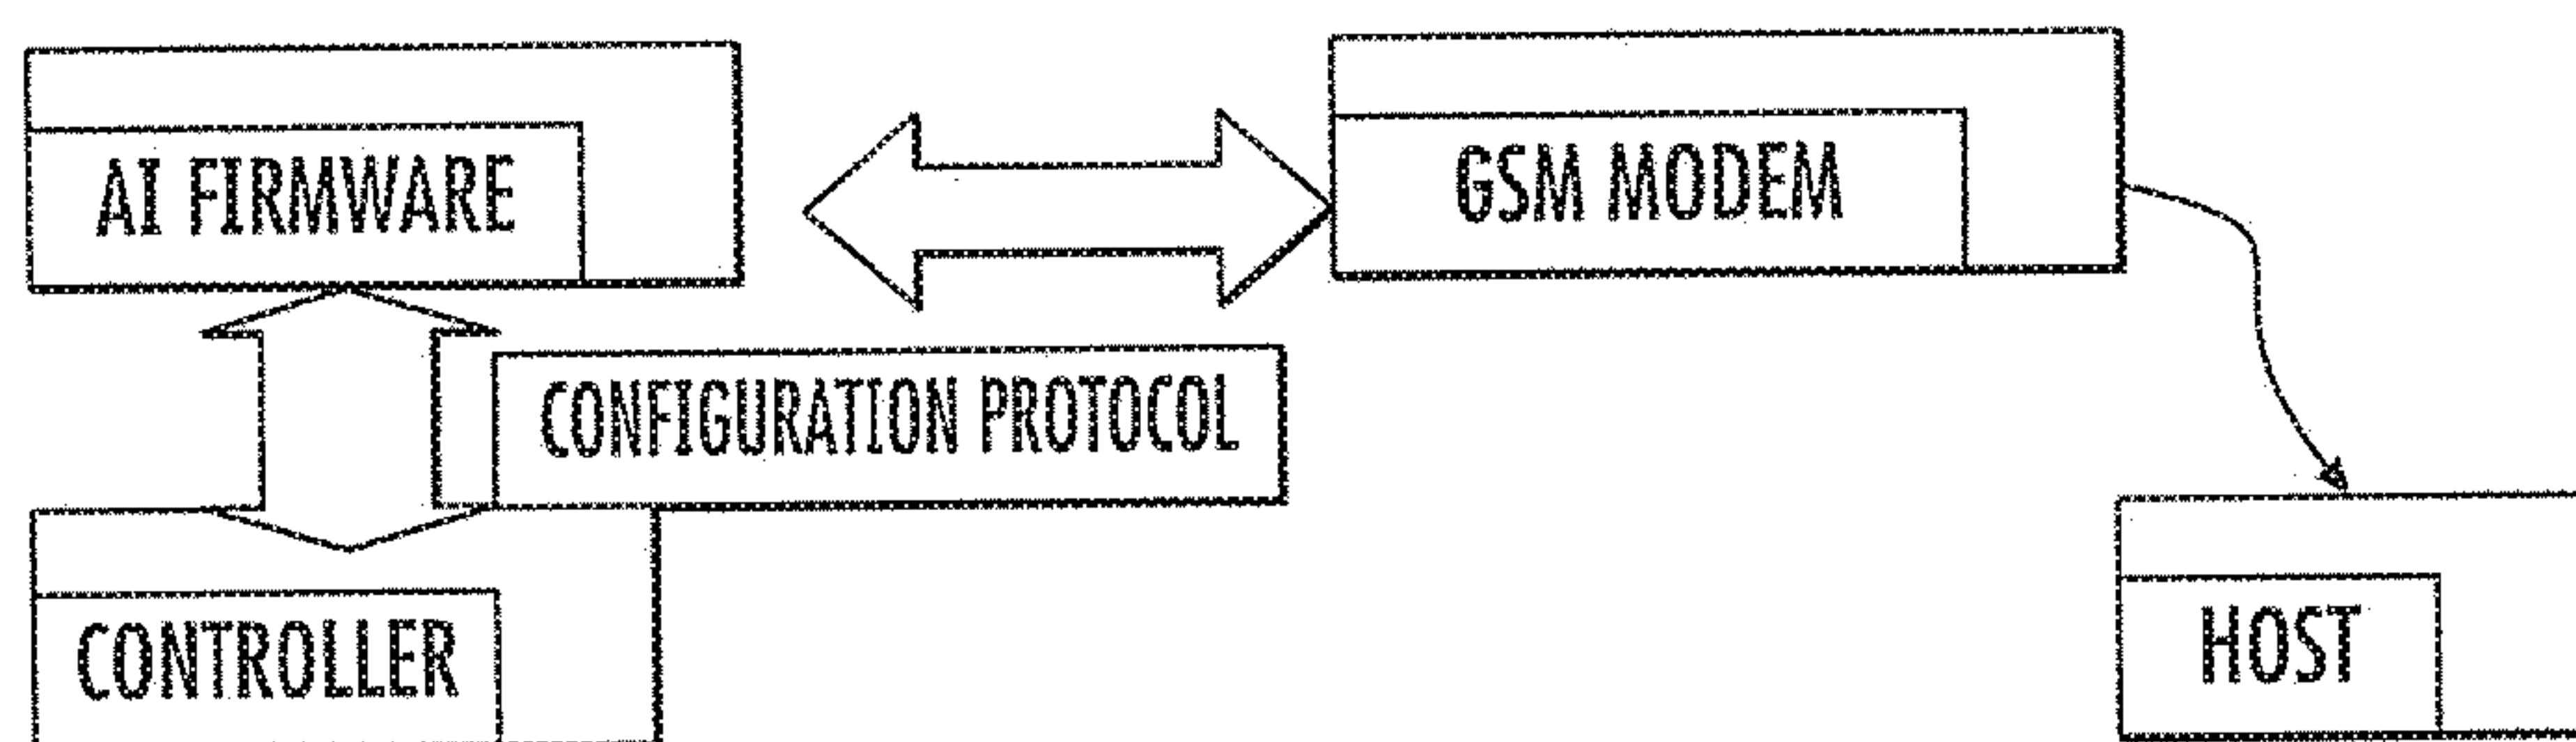 AI FIRMWARE
GSM MODEM
CONFIGURATION PROTOCOL
CONTROLLER
HOST